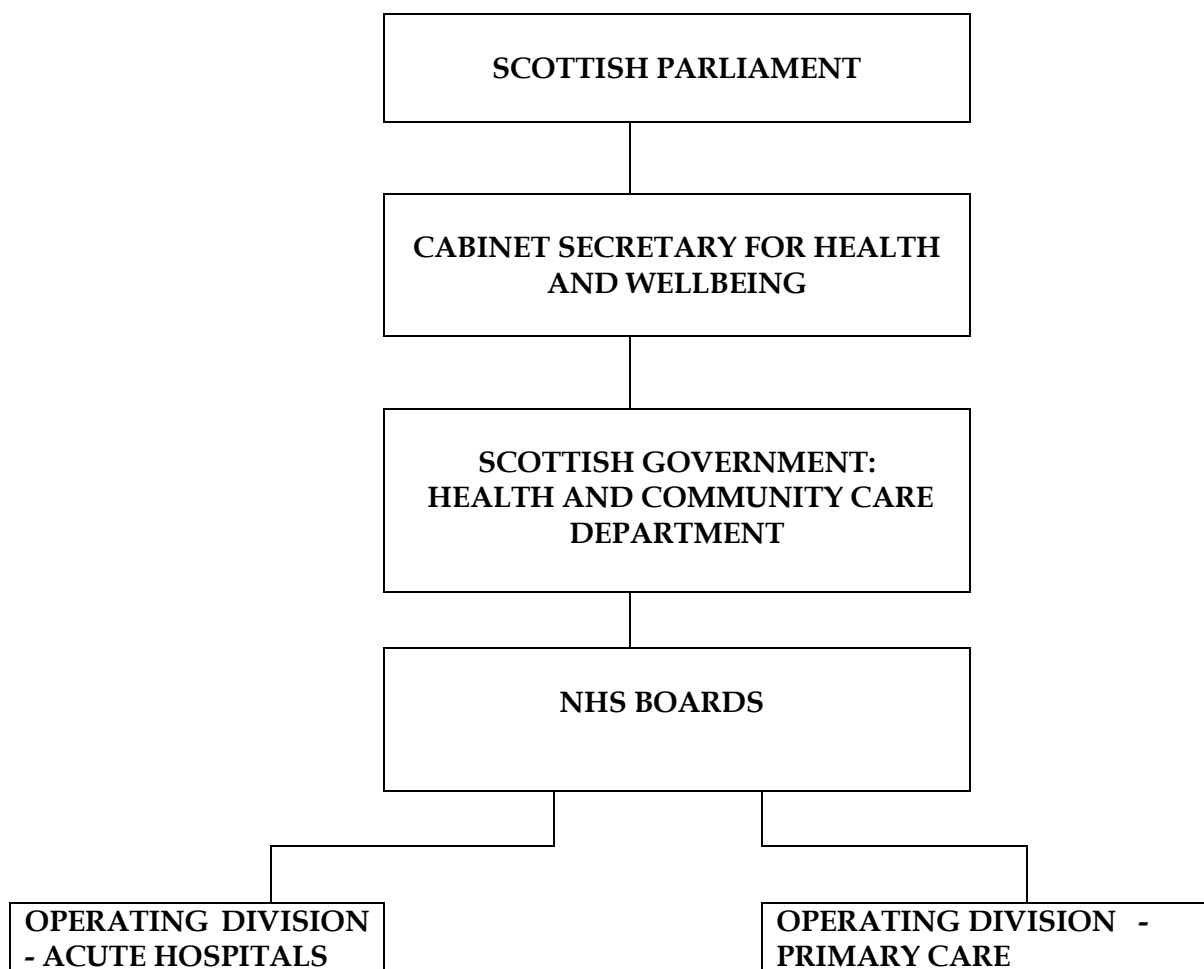 SCOTTISH PARLIAMENT
CABINET SECRETARY FOR HEALTH
AND WELLBEING
SCOTTISH GOVERNMENT:
HEALTH AND COMMUNITY CARE
DEPARTMENT
NHS BOARDS
OPERATING DIVISION
- ACUTE HOSPITALS
OPERATING DIVISION -
PRIMARY CARE